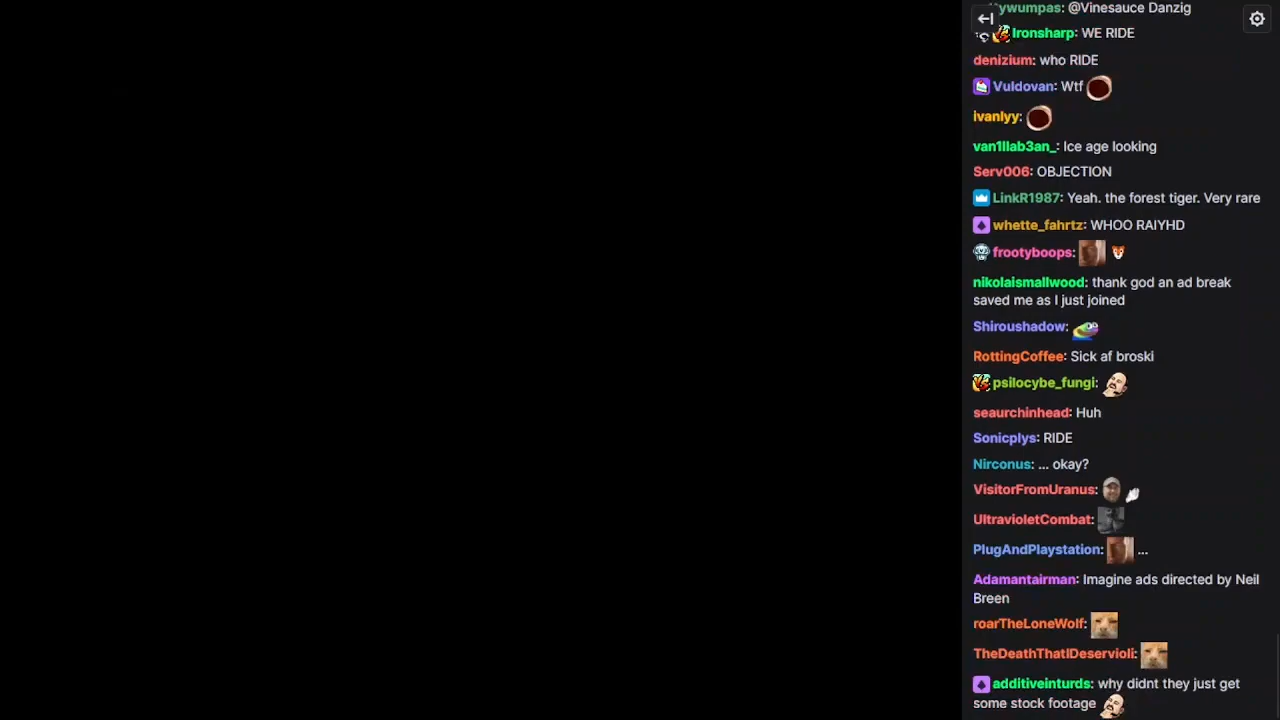 ywumpas: @Vinesauce Danzig
Ironsharp: WE RIDE
denizium: who RIDE
Vuldovan: Wtf
ivanlyy:
van1llab3an_: Ice age looking
Serv006: OBJECTION
LinkR1987: Yeah. the forest tiger. Very rare
whette_fahrtz: WHOO RAIYHD
frootyboops:
nikolaismallwood: thank god an ad break
saved me as I just joined
Shiroushadow:
RottingCoffee: Sick af broski
psilocybe_fungi:
seaurchinhead: Huh
Sonicplys: RIDE
Nirconus: ... okay?
VisitorFromUranus:
UltravioletCombat:
PlugAndPlaystation: ...
Adamantairman: Imagine ads directed by Neil
Breen
roarTheLoneWolf:
TheDeathThatIDeservioli:
additiveinturds: why didnt they just get
some stock footage